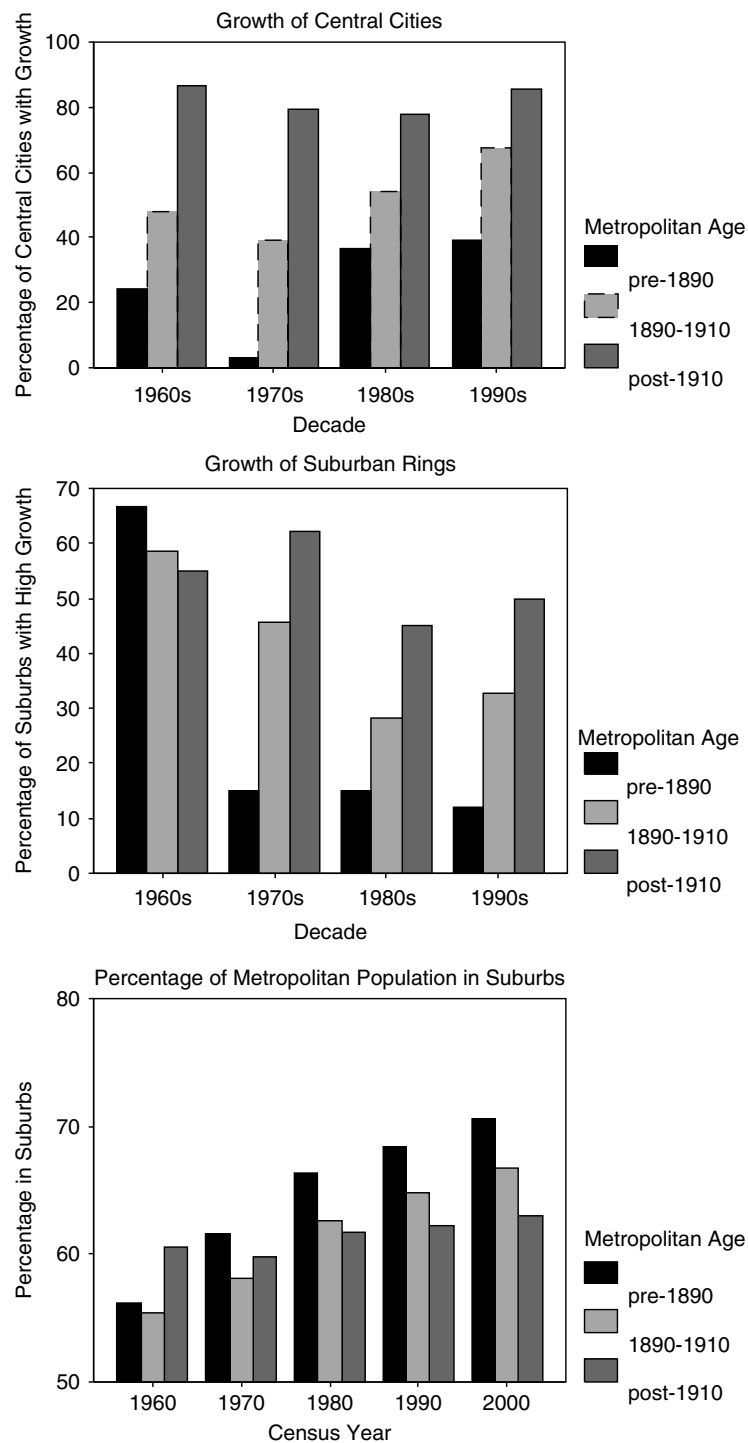 Growth of Central Cities
Percentage of Central Cities with Growth
100
80
60
40
20
0
1960s 1970s 1980s 1990s
Decade
Metropolitan Age
pre-1890
1890-1910
post-1910
Growth of Suburban Rings
Percentage of Suburbs with High Growth
70
60
50
40
30
20
10
0
1960s 1970s 1980s 1990s
Decade
Metropolitan Age
pre-1890
1890-1910
post-1910
Percentage of Metropolitan Population in Suburbs
Percentage in Suburbs
80
70
60
50
1960 1970 1980 1990 2000
Census Year
Metropolitan Age
pre-1890
1890-1910
post-1910